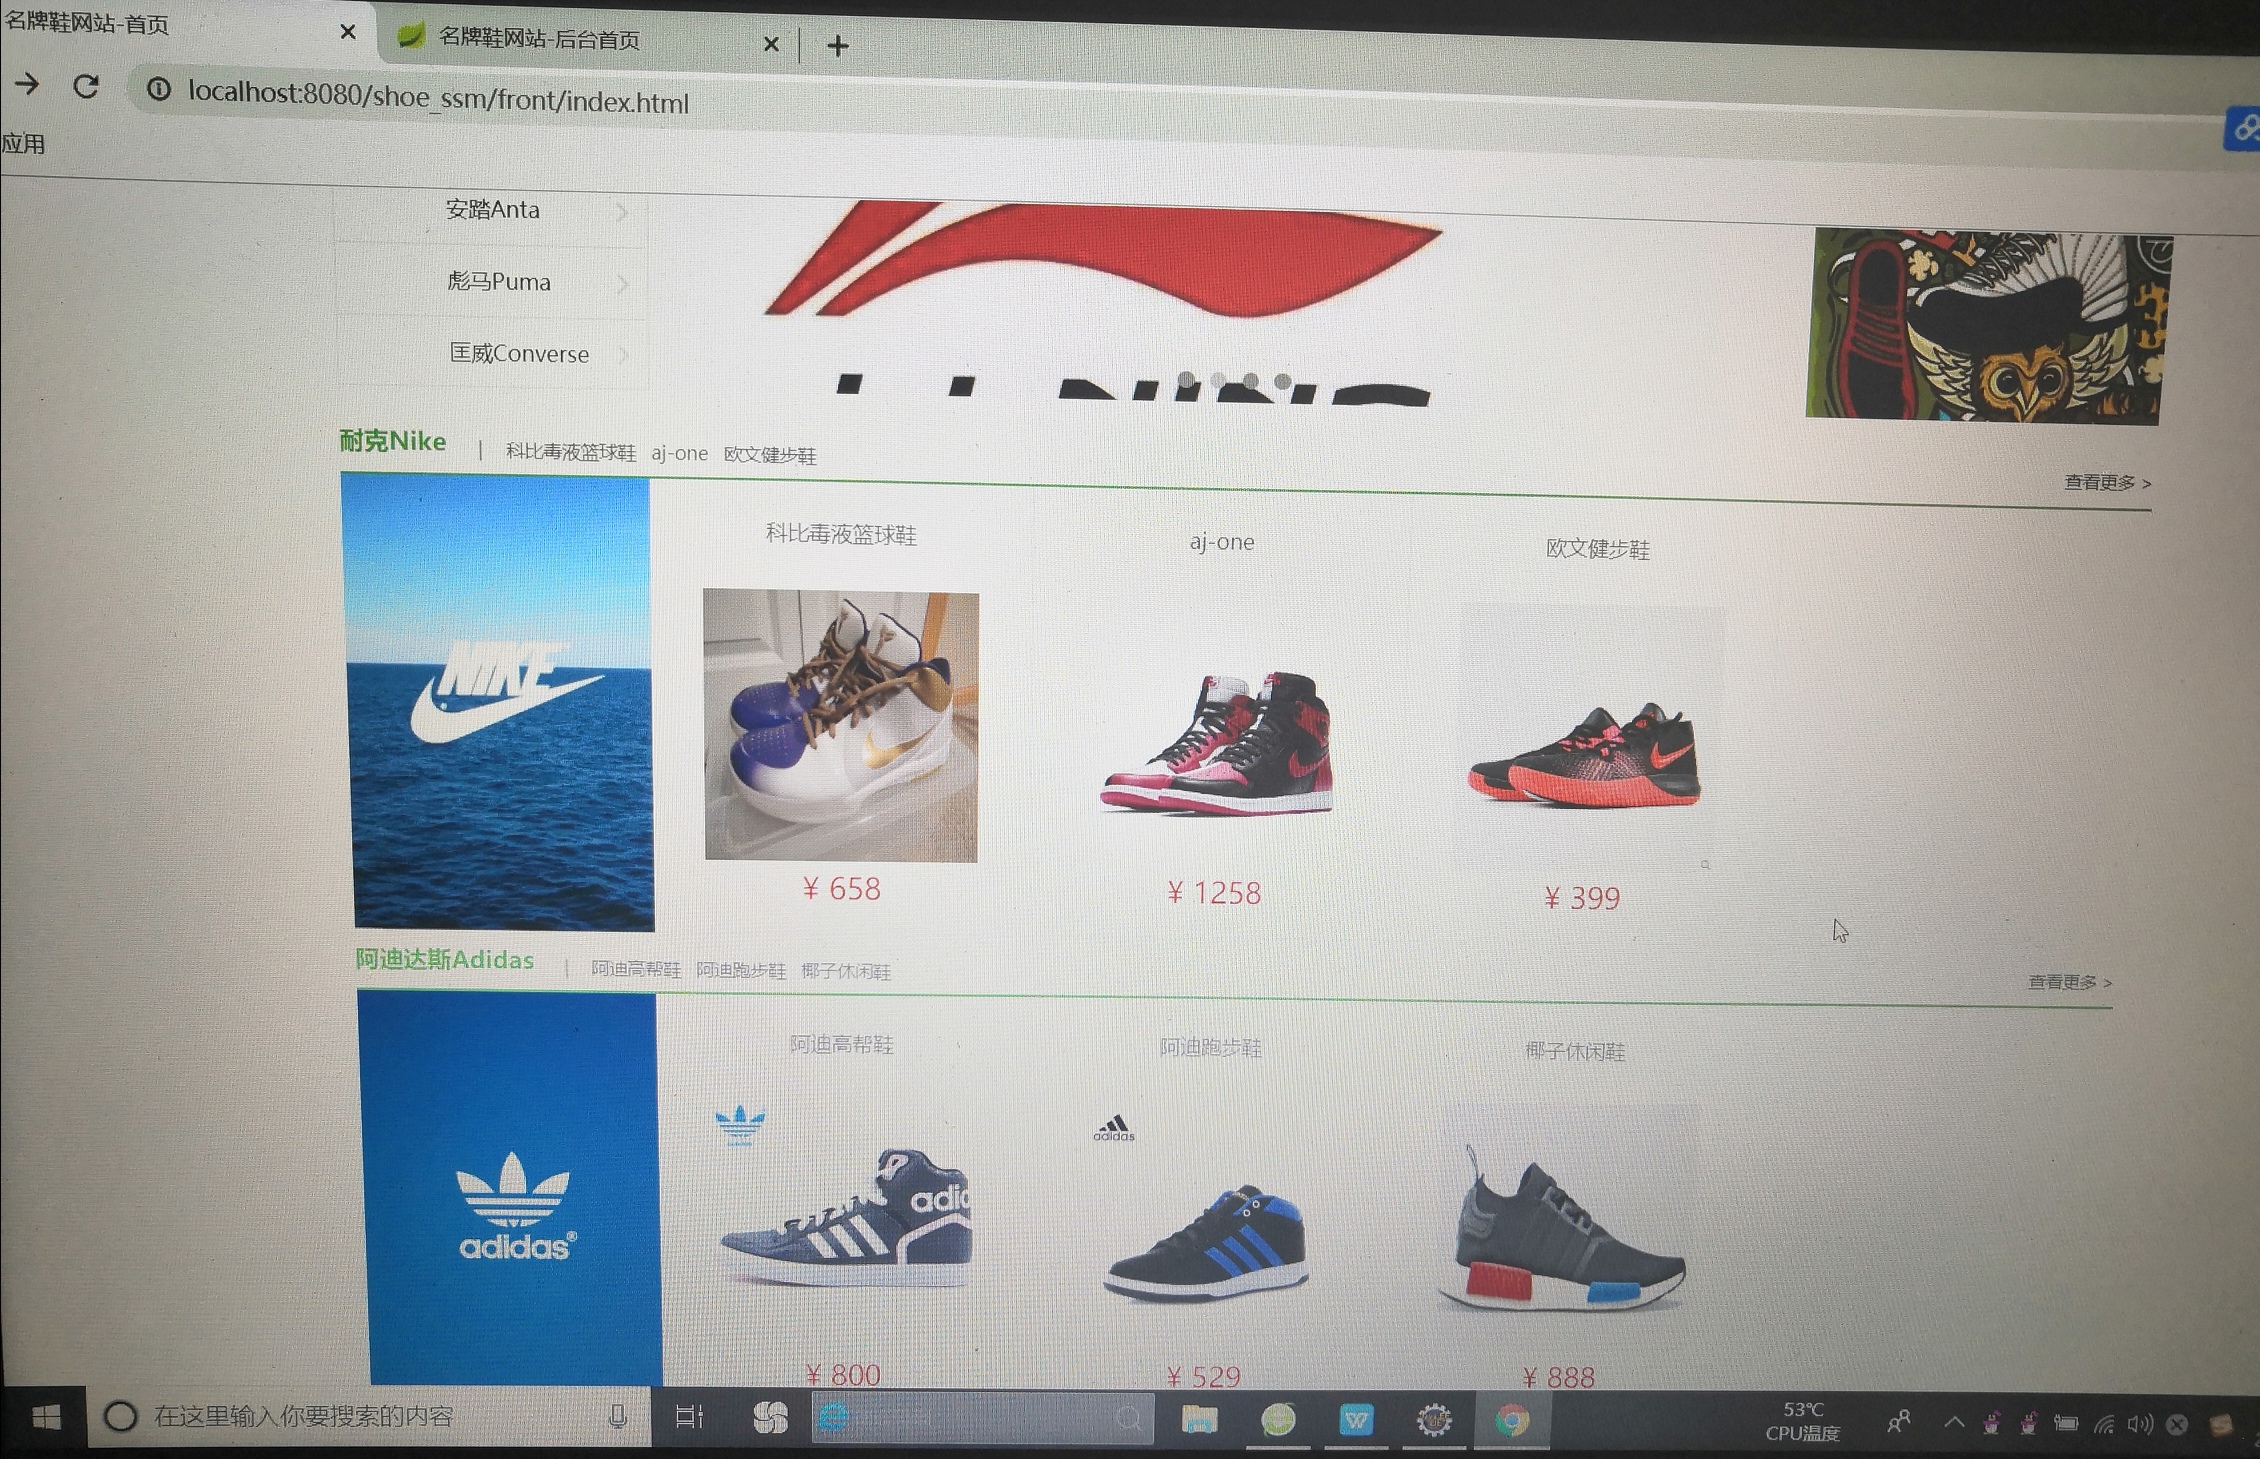 名牌鞋网站-首页
名牌鞋网站-后台首页
localhost:8080/shoe_ssm/front/index.html
应用
安踏Anta
彪马Puma
匡威Converse
耐克Nike | 科比毒液篮球鞋 aj-one 欧文健步鞋
查看更多 >
NIKE
科比毒液篮球鞋 aj-one 欧文健步鞋
¥ 658 ¥ 1258 ¥ 399
阿迪达斯Adidas | 阿迪高帮鞋 阿迪跑步鞋 椰子休闲鞋
查看更多 >
阿迪高帮鞋 阿迪跑步鞋 椰子休闲鞋
adidas
adidas®
¥ 800 ¥ 529 ¥ 888
在这里输入你要搜索的内容
53℃
CPU温度